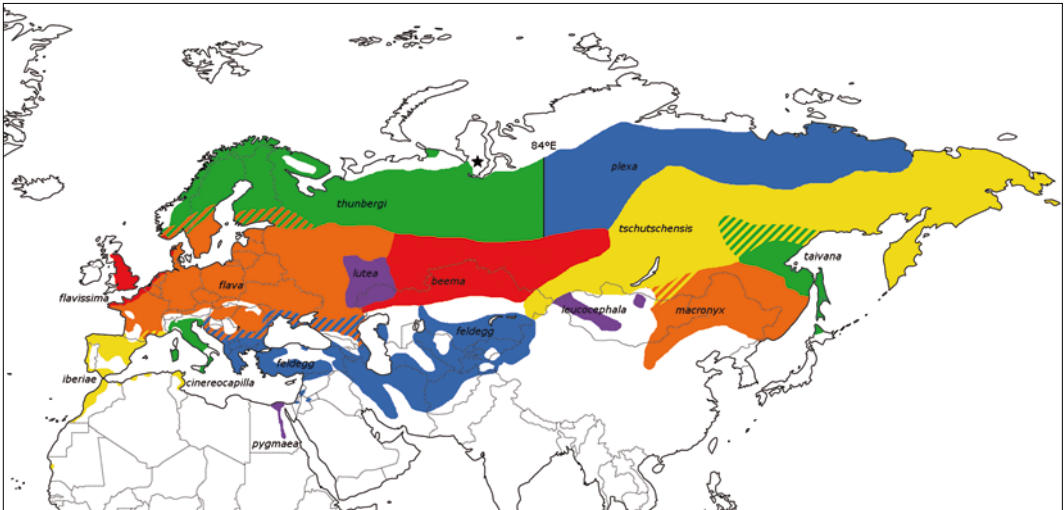 84°E
plexa
thunbergi
tschutschensis
taivana
lutea
beema
flava
flavissima
leucocephala
macronyx
feldegg
feldegg
iberiae
cinereocapilla
pygmaea